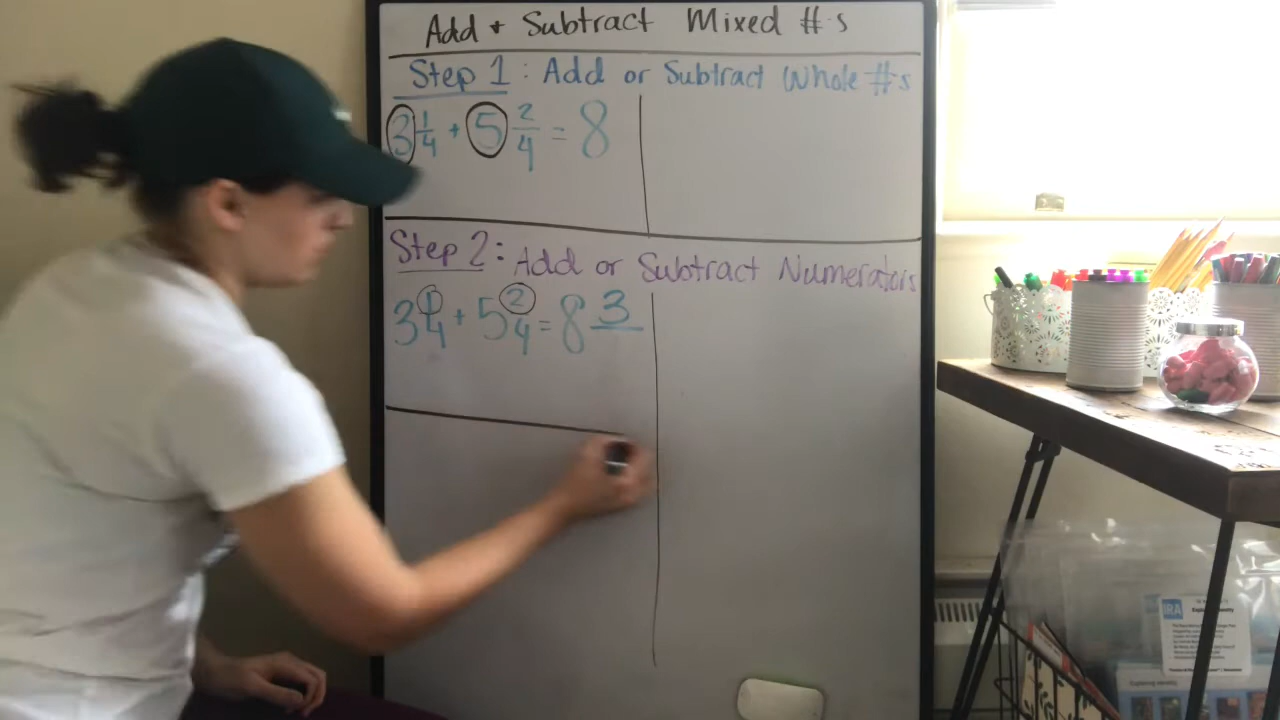 Add + Subtract Mixed #'s
Step 1: Add or Subtract Whole #s
3 1/4 + 5 2/4 = 8
Step 2: Add or Subtract Numerators
3 1/4 + 5 2/4 = 8 3/
IRA